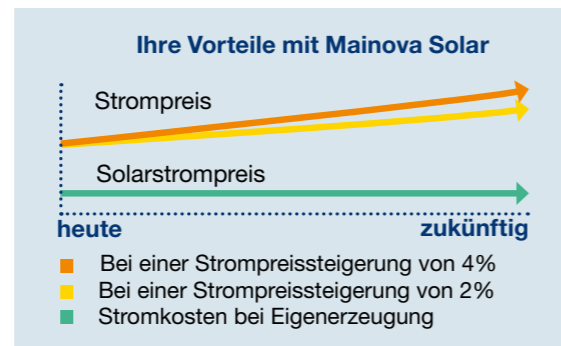 Ihre Vorteile mit Mainova Solar
Strompreis
Solarstrompreis
heute zukünftig
Bei einer Strompreissteigerung von 4%
Bei einer Strompreissteigerung von 2%
Stromkosten bei Eigenerzeugung